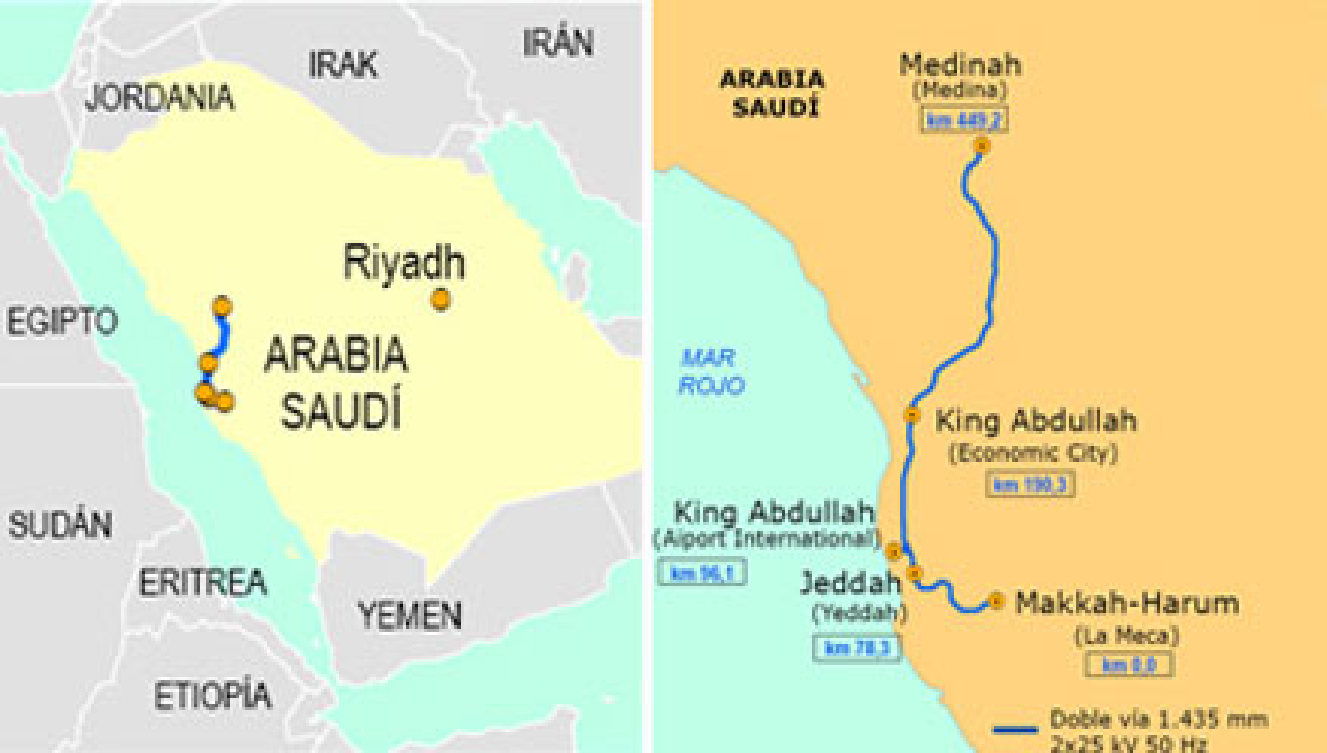 IRÁN
IRAK
JORDANIA
Riyadh
EGIPTO
ARABIA
SAUDÍ
SUDÁN
ERITREA
YEMEN
ETIOPÍA
Medinah
(Medina)
km 449,2
ARABIA
SAUDÍ
MAR
ROJO
King Abdullah
(Economic City)
km 190,3
King Abdullah
(Aiport International)
km 96,1
Jeddah
(Yeddah)
km 78,3
Makkah-Harum
(La Meca)
km 0,0
Doble vía 1.435 mm
2x25 kV 50 Hz